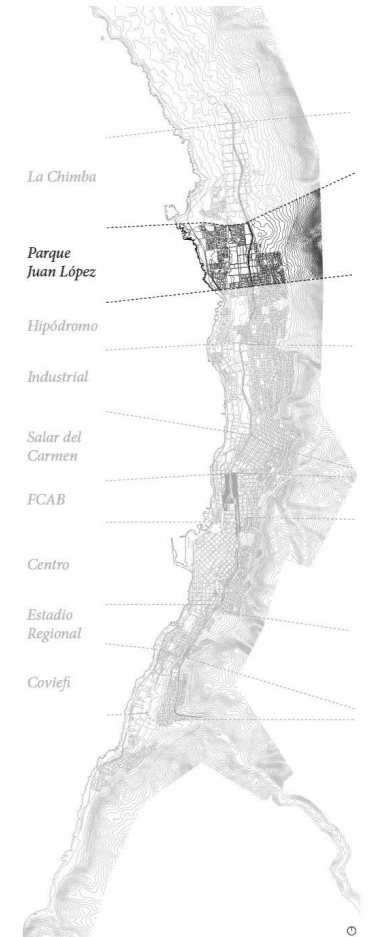 La Chimba
Parque
Juan López
Hipódromo
Industrial
Salar del
Carmen
FCAB
Centro
Estadio
Regional
Coviefi